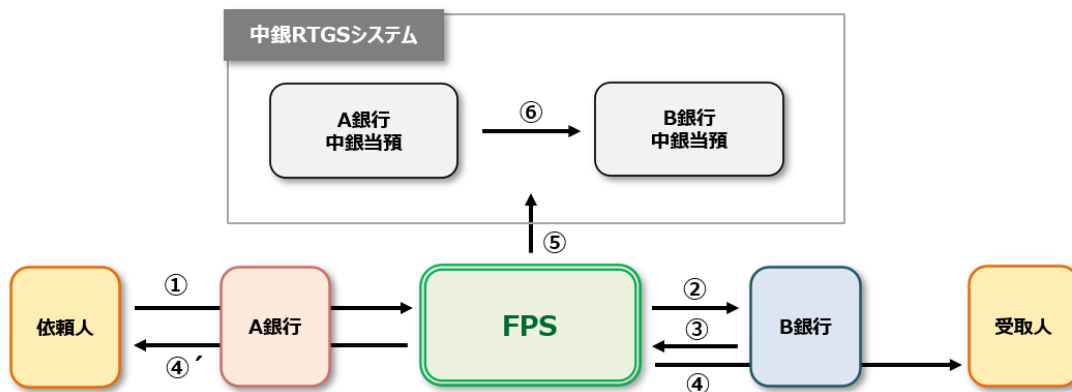 中銀RTGSシステム
A銀行
中銀当預
⑥
B銀行
中銀当預
⑤
依頼人
①
④´
A銀行
FPS
②
③
④
B銀行
受取人